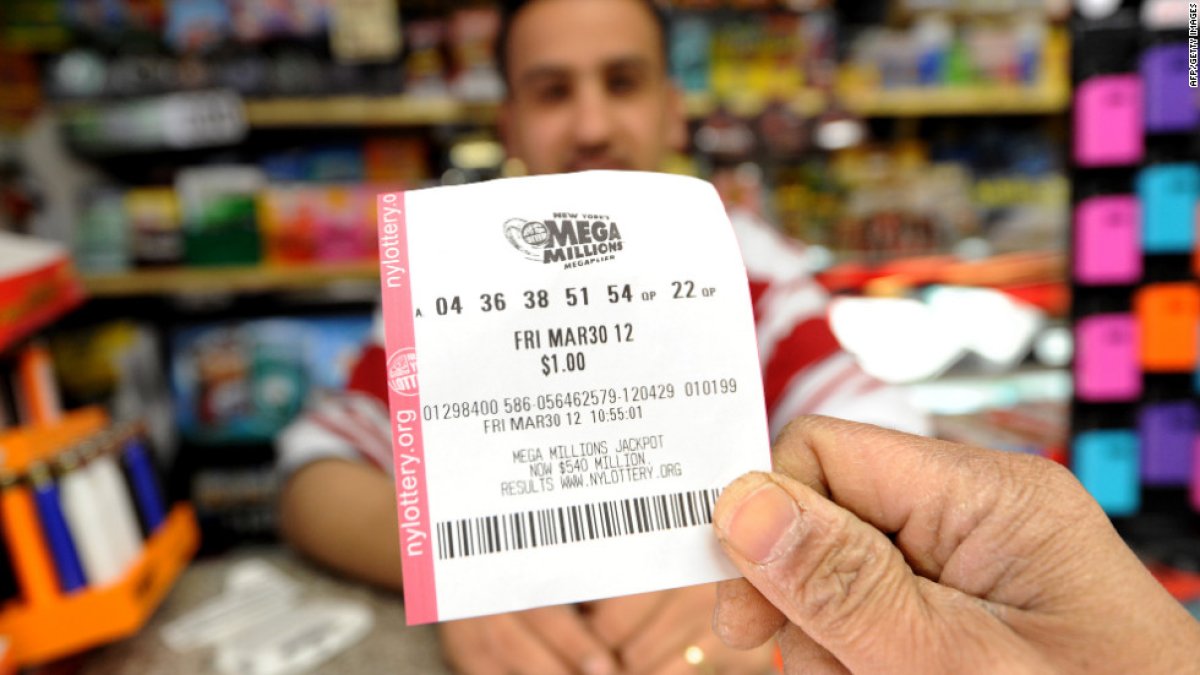 AFP/GETTY IMAGES
NEW YORK'S
MEGA
MILLIONS
MEGAPLIER
A 04 36 38 51 54 QP 22 QP
FRI MAR30 12
$1.00
01298400 586-056462579-120429 010199
FRI MAR30 12 10:55:01
MEGA MILLIONS JACKPOT
NOW $540 MILLION
RESULTS WWW.NYLOTTERY.ORG
nylottery.o
nylottery.org